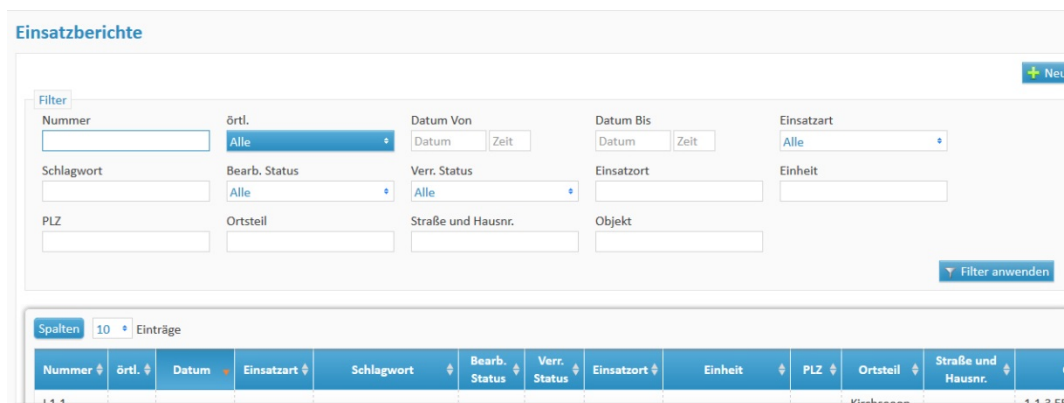 Einsatzberichte
Neu
Filter
Nummer örtl. Datum Von Datum Bis Einsatzart
Alle Datum Zeit Datum Zeit Alle
Schlagwort Bearb. Status Verr. Status Einsatzort Einheit
Alle Alle
PLZ Ortsteil Straße und Hausnr. Objekt
Filter anwenden
Spalten 10 Einträge
Nummer örtl. Datum Einsatzart Schlagwort Bearb. Status Verr. Status Einsatzort Einheit PLZ Ortsteil Straße und Hausnr.